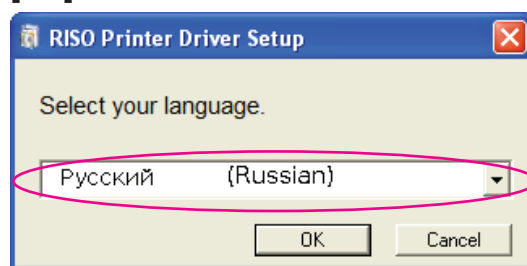 RISO Printer Driver Setup
Select your language.
Русский (Russian)
OK Cancel